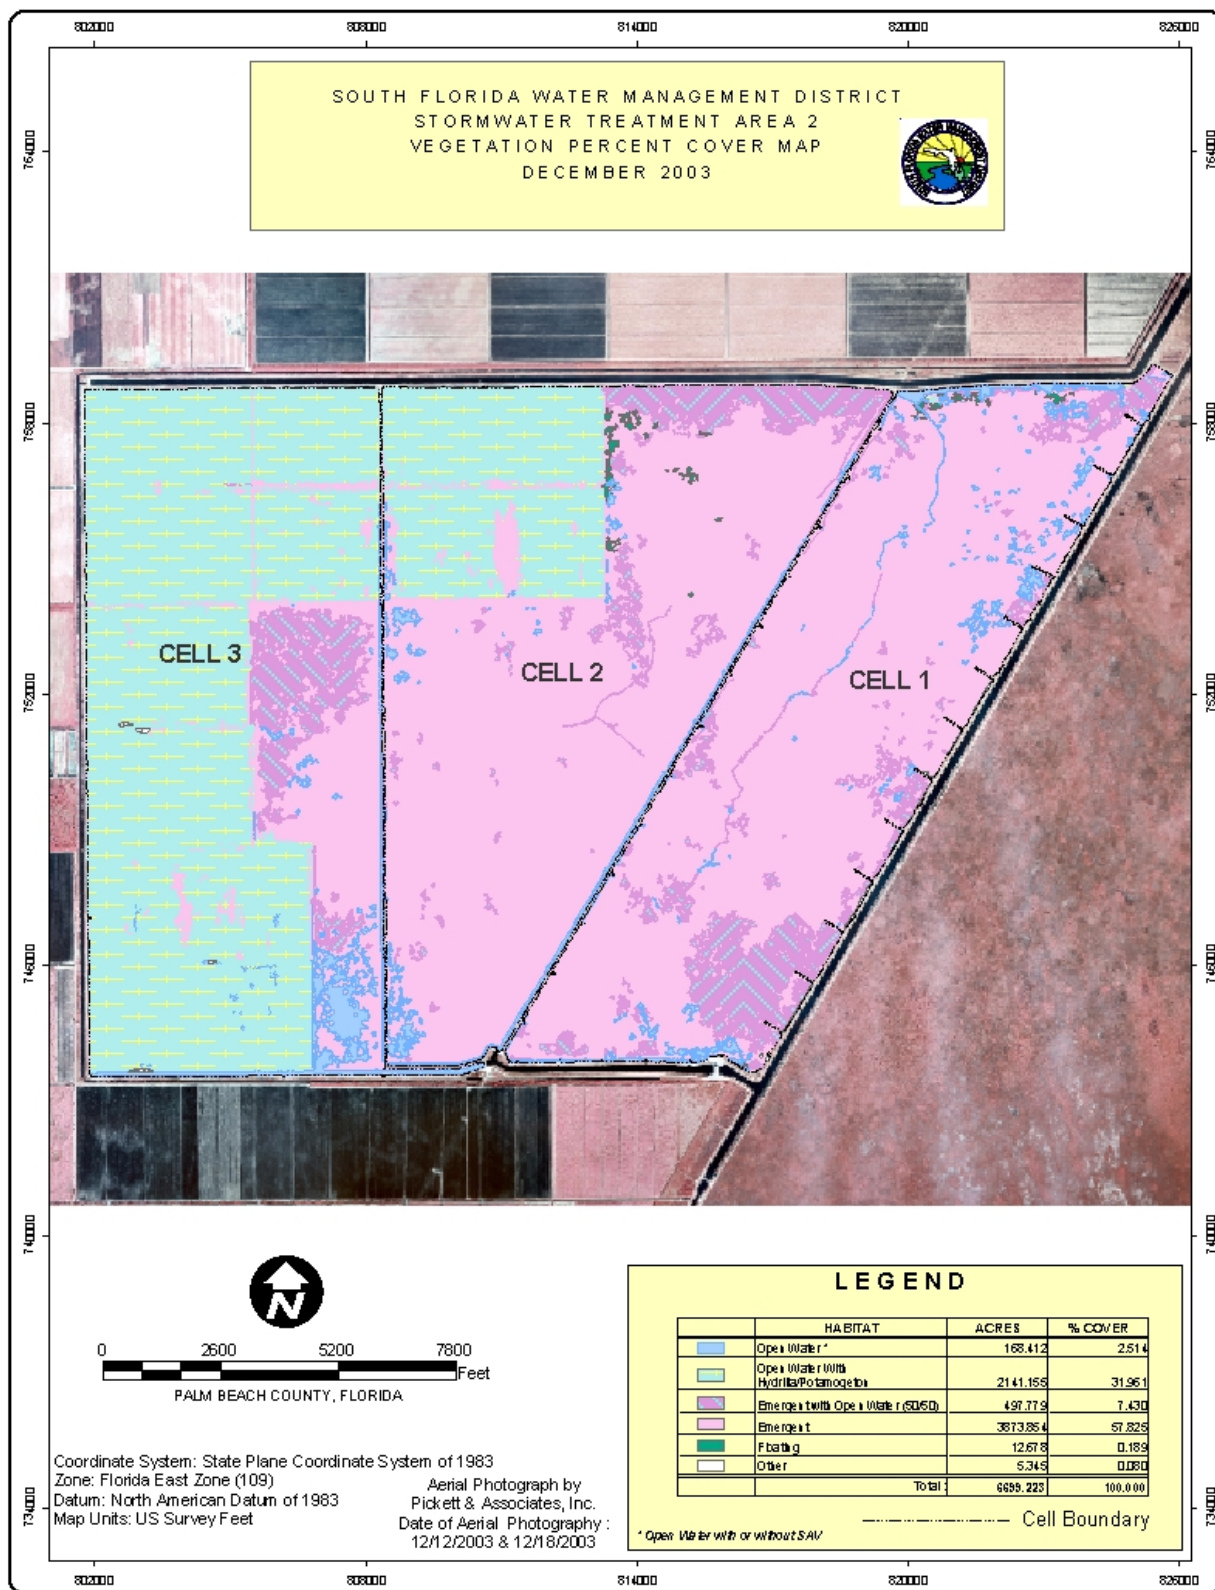 802000 808000 814000 820000 826000
SOUTH FLORIDA WATER MANAGEMENT DISTRICT
STORMWATER TREATMENT AREA 2
VEGETATION PERCENT COVER MAP
DECEMBER 2003
764000 764000
758000 758000
CELL 3
CELL 2
CELL 1
752000 752000
746000 746000
740000 740000
734000 734000
N
0 2600 5200 7800
Feet
PALM BEACH COUNTY, FLORIDA
Coordinate System: State Plane Coordinate System of 1983
Zone: Florida East Zone (109)
Datum: North American Datum of 1983
Map Units: US Survey Feet
Aerial Photograph by
Pickett & Associates, Inc.
Date of Aerial Photography :
12/12/2003 & 12/18/2003
LEGEND
HABITAT ACRES % COVER
Open Water * 168.412 2.514
Open Water With
Hydrilla/Potamogeton 2141.155 31.961
Emergent with Open Water (50/50) 497.779 7.430
Emergent 3873.854 57.825
Floating 12.678 0.189
Other 5.345 0.080
Total : 6699.223 100.000
Cell Boundary
* Open Water with or without SAV
802000 808000 814000 820000 826000